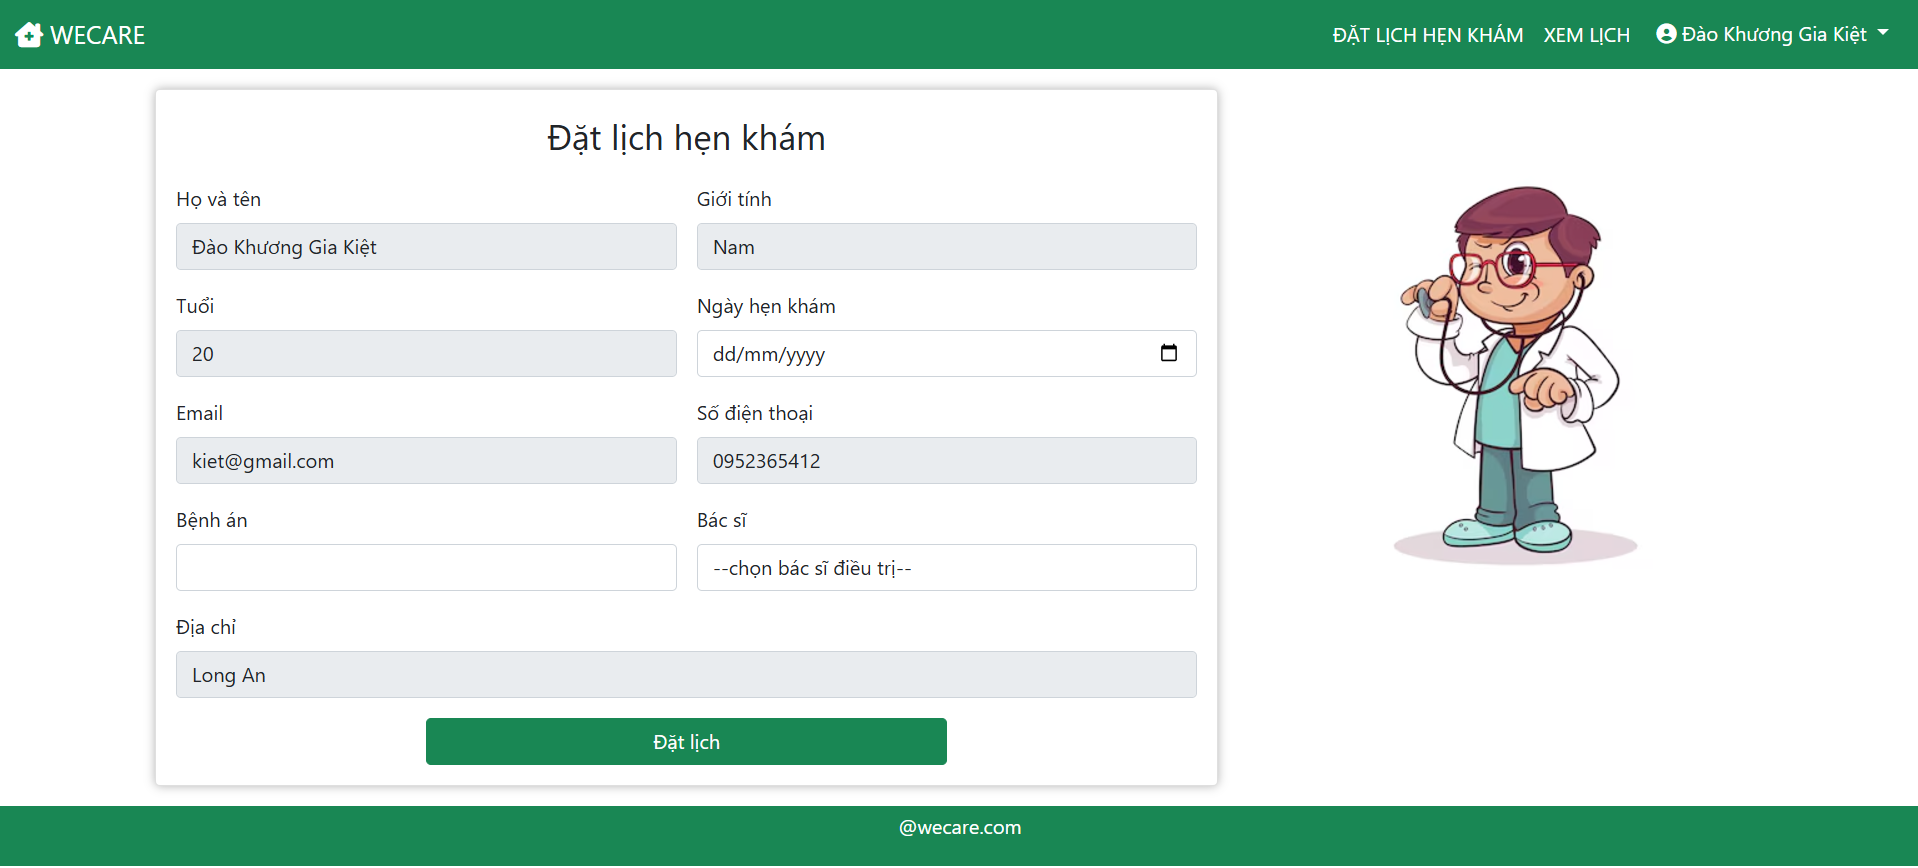 WECARE
ĐẶT LỊCH HẸN KHÁM XEM LỊCH Đào Khương Gia Kiệt
Đặt lịch hẹn khám
Họ và tên Giới tính
Đào Khương Gia Kiệt Nam
Tuổi Ngày hẹn khám
20 dd/mm/yyyy
Email Số điện thoại
kiet@gmail.com 0952365412
Bệnh án Bác sĩ
--chọn bác sĩ điều trị--
Địa chỉ
Long An
Đặt lịch
@wecare.com